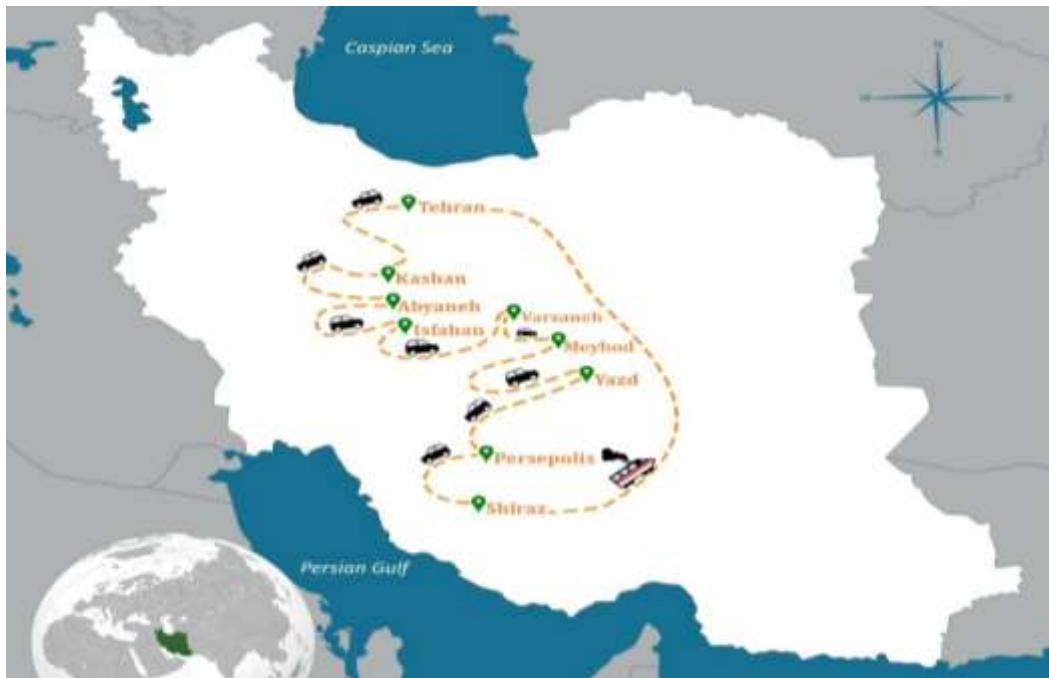 Caspian Sea
Tehran
Kashan
Abyaneh
Isfahan
Varzaneh
Meybod
Yazd
Persepolis
Shiraz
Persian Gulf